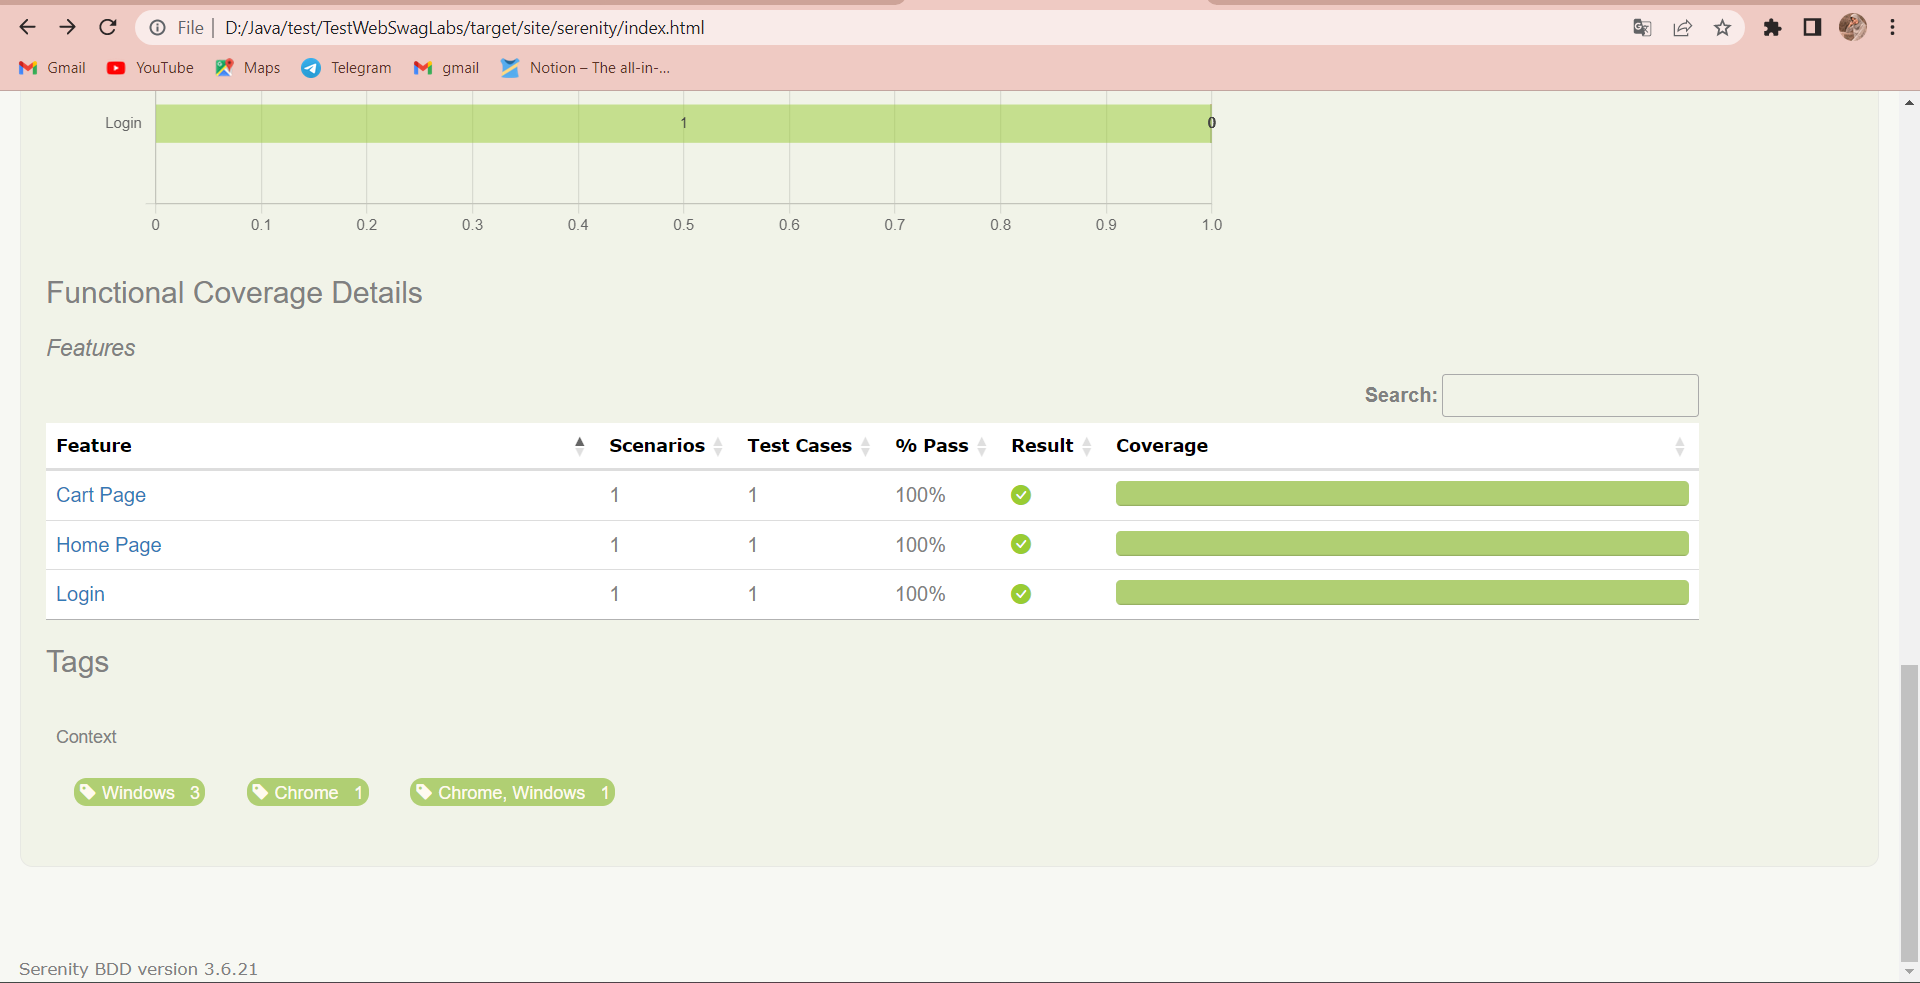 File | D:/Java/test/TestWebSwagLabs/target/site/serenity/index.html
Gmail YouTube Maps Telegram gmail Notion – The all-in-...
Login 1 0
0 0.1 0.2 0.3 0.4 0.5 0.6 0.7 0.8 0.9 1.0
Functional Coverage Details
Features
Search:
Feature Scenarios Test Cases % Pass Result Coverage
Cart Page 1 1 100%
Home Page 1 1 100%
Login 1 1 100%
Tags
Context
Windows 3 Chrome 1 Chrome, Windows 1
Serenity BDD version 3.6.21